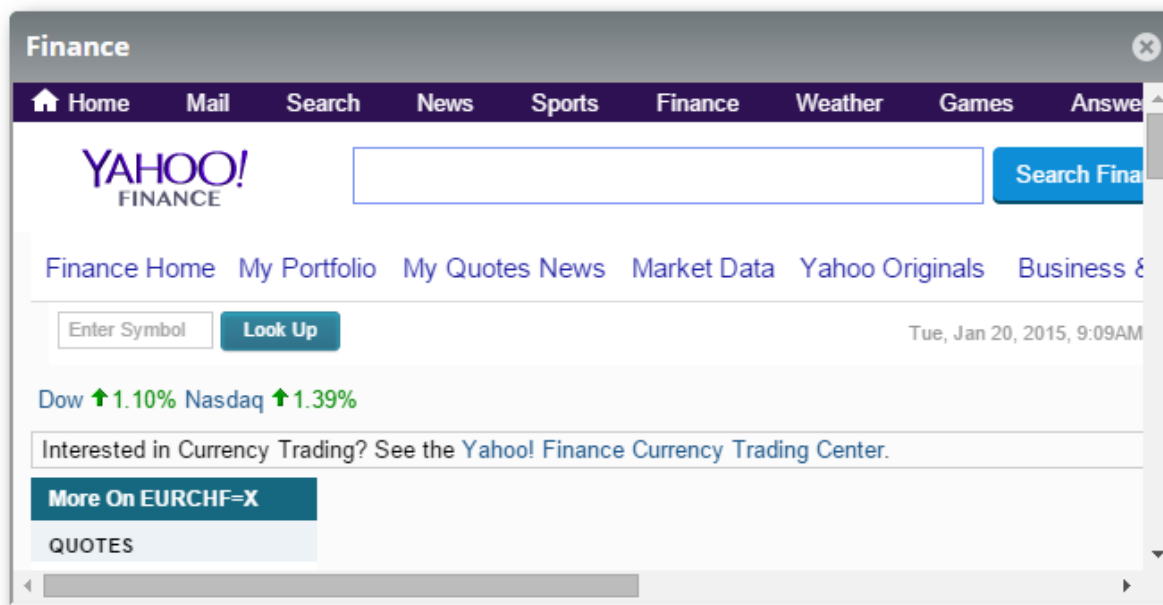 Finance
Home Mail Search News Sports Finance Weather Games
YAHOO!
FINANCE
Search
Finance Home My Portfolio My Quotes News Market Data Yahoo Originals Business &
Enter Symbol Look Up Tue, Jan 20, 2015, 9:09AM
Dow 1.10% Nasdaq 1.39%
Interested in Currency Trading? See the Yahoo! Finance Currency Trading Center.
More On EURCHF=X
QUOTES